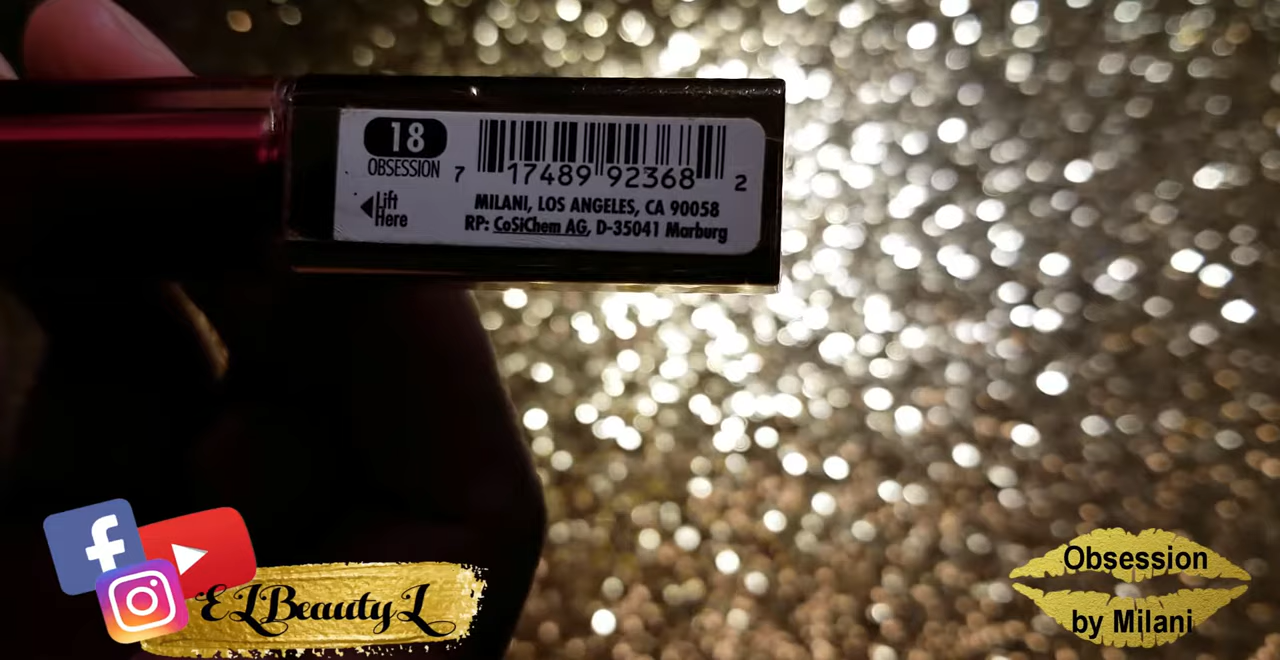 18
OBSESSION
Lift
Here
7 17489 92368 2
MILANI, LOS ANGELES, CA 90058
RP: CoSiChem AG, D-35041 Marburg
ELBeautyL
Obsession
by Milani